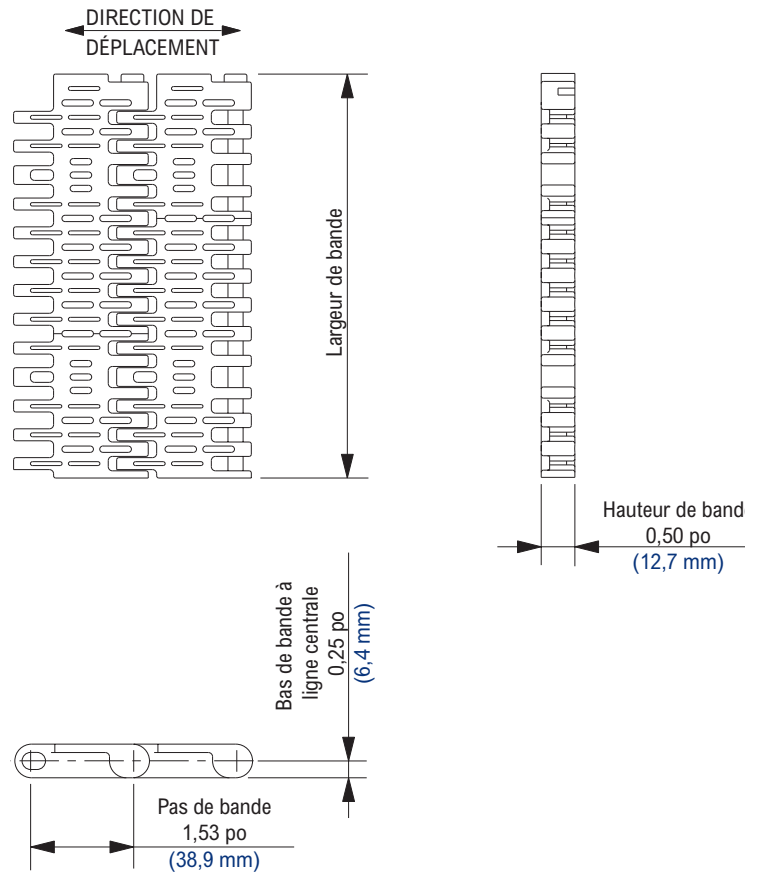 DIRECTION DE
DÉPLACEMENT
Largeur de bande
Hauteur de band
0,50 po
(12,7 mm)
Bas de bande à
ligne centrale
0,25 po
(6,4 mm)
Pas de bande
1,53 po
(38,9 mm)